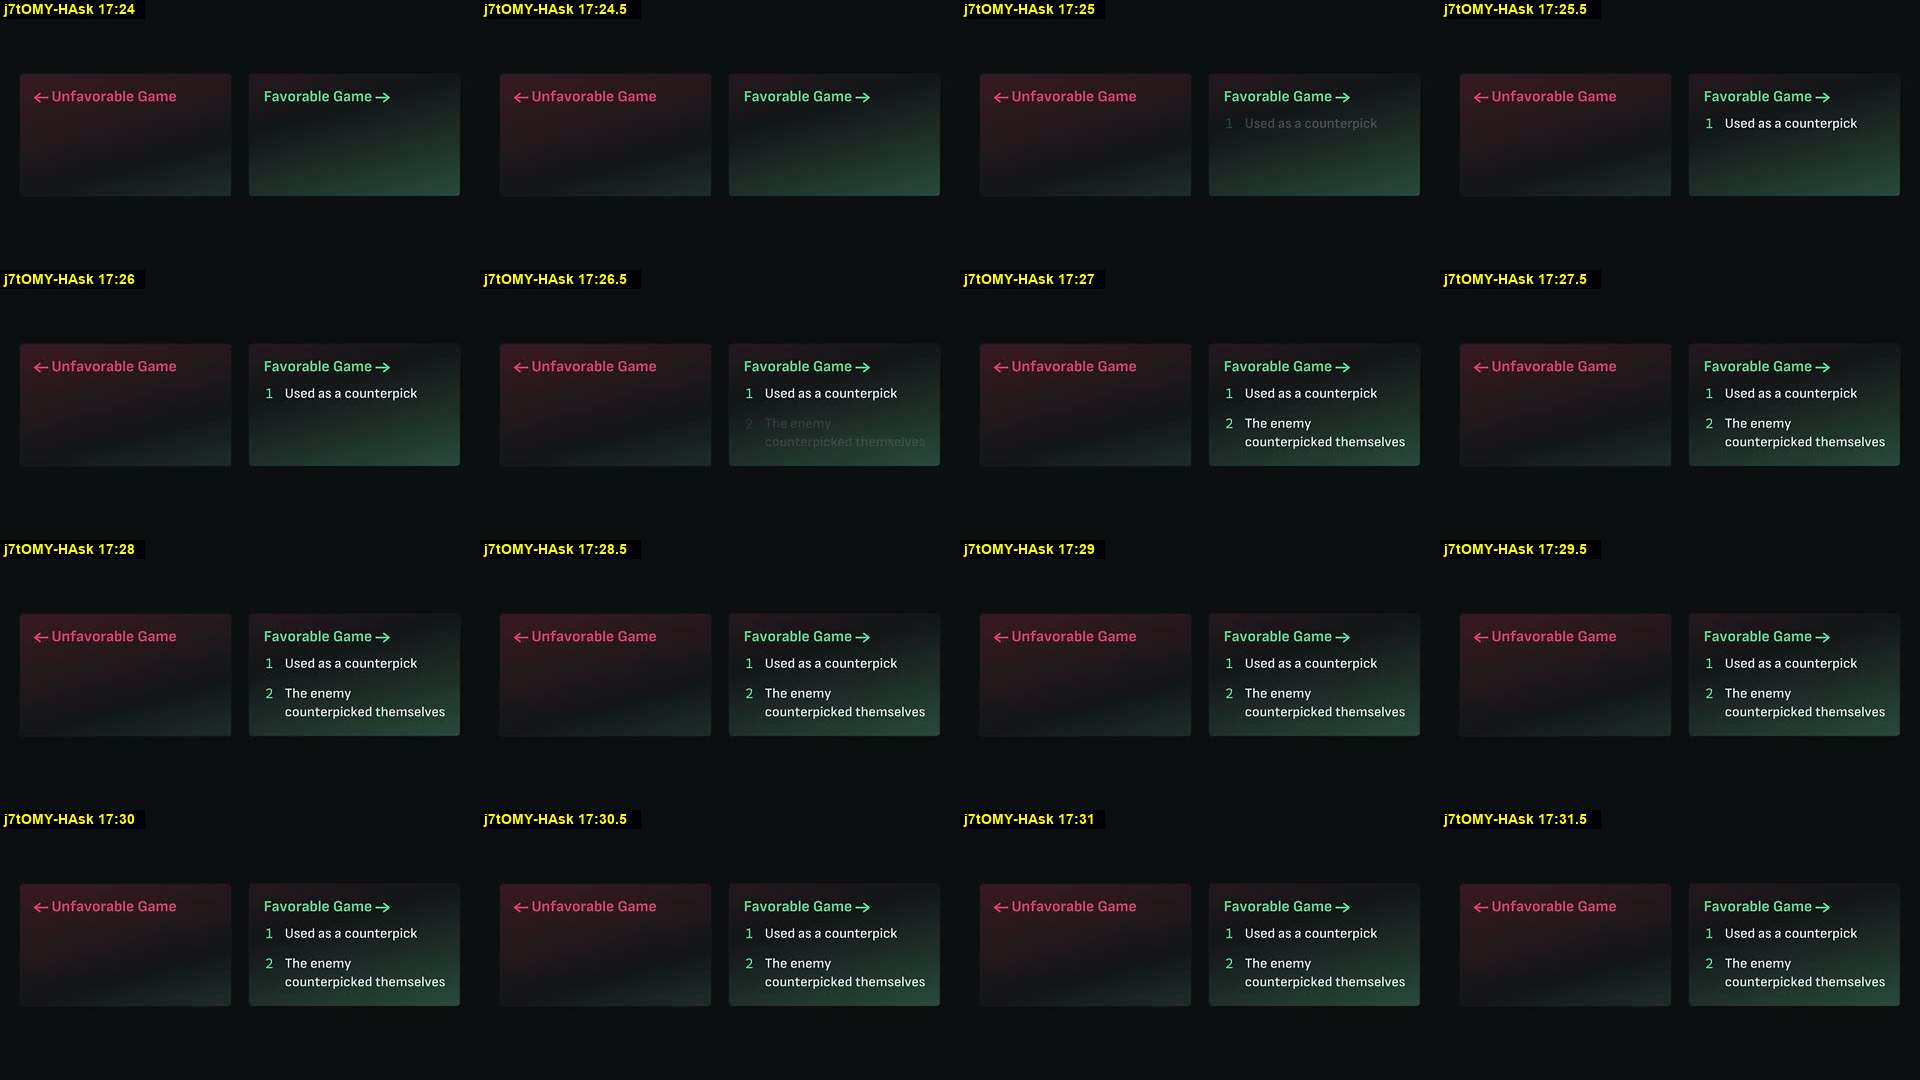 j7tOMY-HAsk 17:24
← Unfavorable Game
Favorable Game →
j7tOMY-HAsk 17:24.5
← Unfavorable Game
Favorable Game →
j7tOMY-HAsk 17:25
← Unfavorable Game
Favorable Game →
1 Used as a counterpick
j7tOMY-HAsk 17:25.5
← Unfavorable Game
Favorable Game →
1 Used as a counterpick
j7tOMY-HAsk 17:26
← Unfavorable Game
Favorable Game →
1 Used as a counterpick
j7tOMY-HAsk 17:26.5
← Unfavorable Game
Favorable Game →
1 Used as a counterpick
2 The enemy
counterpicked themselves
j7tOMY-HAsk 17:27
← Unfavorable Game
Favorable Game →
1 Used as a counterpick
2 The enemy
counterpicked themselves
j7tOMY-HAsk 17:27.5
← Unfavorable Game
Favorable Game →
1 Used as a counterpick
2 The enemy
counterpicked themselves
j7tOMY-HAsk 17:28
← Unfavorable Game
Favorable Game →
1 Used as a counterpick
2 The enemy
counterpicked themselves
j7tOMY-HAsk 17:28.5
← Unfavorable Game
Favorable Game →
1 Used as a counterpick
2 The enemy
counterpicked themselves
j7tOMY-HAsk 17:29
← Unfavorable Game
Favorable Game →
1 Used as a counterpick
2 The enemy
counterpicked themselves
j7tOMY-HAsk 17:29.5
← Unfavorable Game
Favorable Game →
1 Used as a counterpick
2 The enemy
counterpicked themselves
j7tOMY-HAsk 17:30
← Unfavorable Game
Favorable Game →
1 Used as a counterpick
2 The enemy
counterpicked themselves
j7tOMY-HAsk 17:30.5
← Unfavorable Game
Favorable Game →
1 Used as a counterpick
2 The enemy
counterpicked themselves
j7tOMY-HAsk 17:31
← Unfavorable Game
Favorable Game →
1 Used as a counterpick
2 The enemy
counterpicked themselves
j7tOMY-HAsk 17:31.5
← Unfavorable Game
Favorable Game →
1 Used as a counterpick
2 The enemy
counterpicked themselves